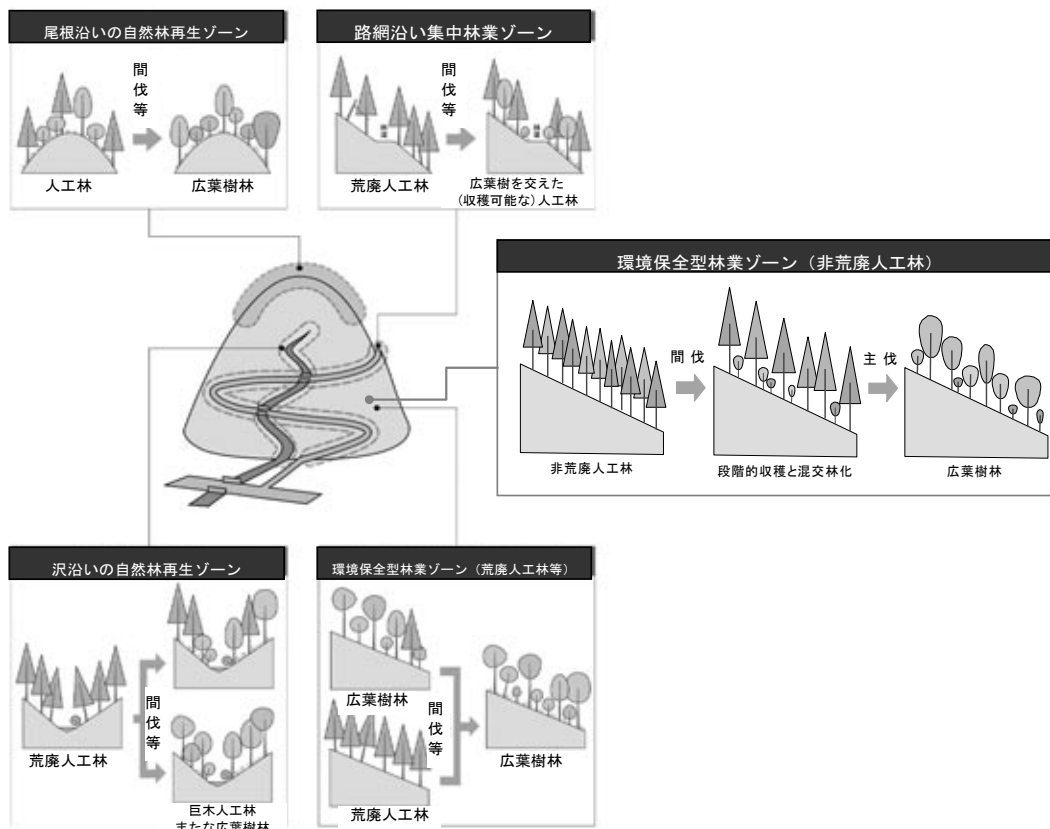 尾根沿いの自然林再生ゾーン
間伐等
人工林
広葉樹林
路網沿い集中林業ゾーン
間伐等
荒廃人工林
広葉樹を交えた
(収穫可能な)人工林
環境保全型林業ゾーン（非荒廃人工林）
間伐
主伐
非荒廃人工林
段階的収穫と混交林化
広葉樹林
沢沿いの自然林再生ゾーン
間伐等
荒廃人工林
巨木人工林
またな広葉樹林
環境保全型林業ゾーン（荒廃人工林等）
広葉樹林
間伐等
荒廃人工林
広葉樹林